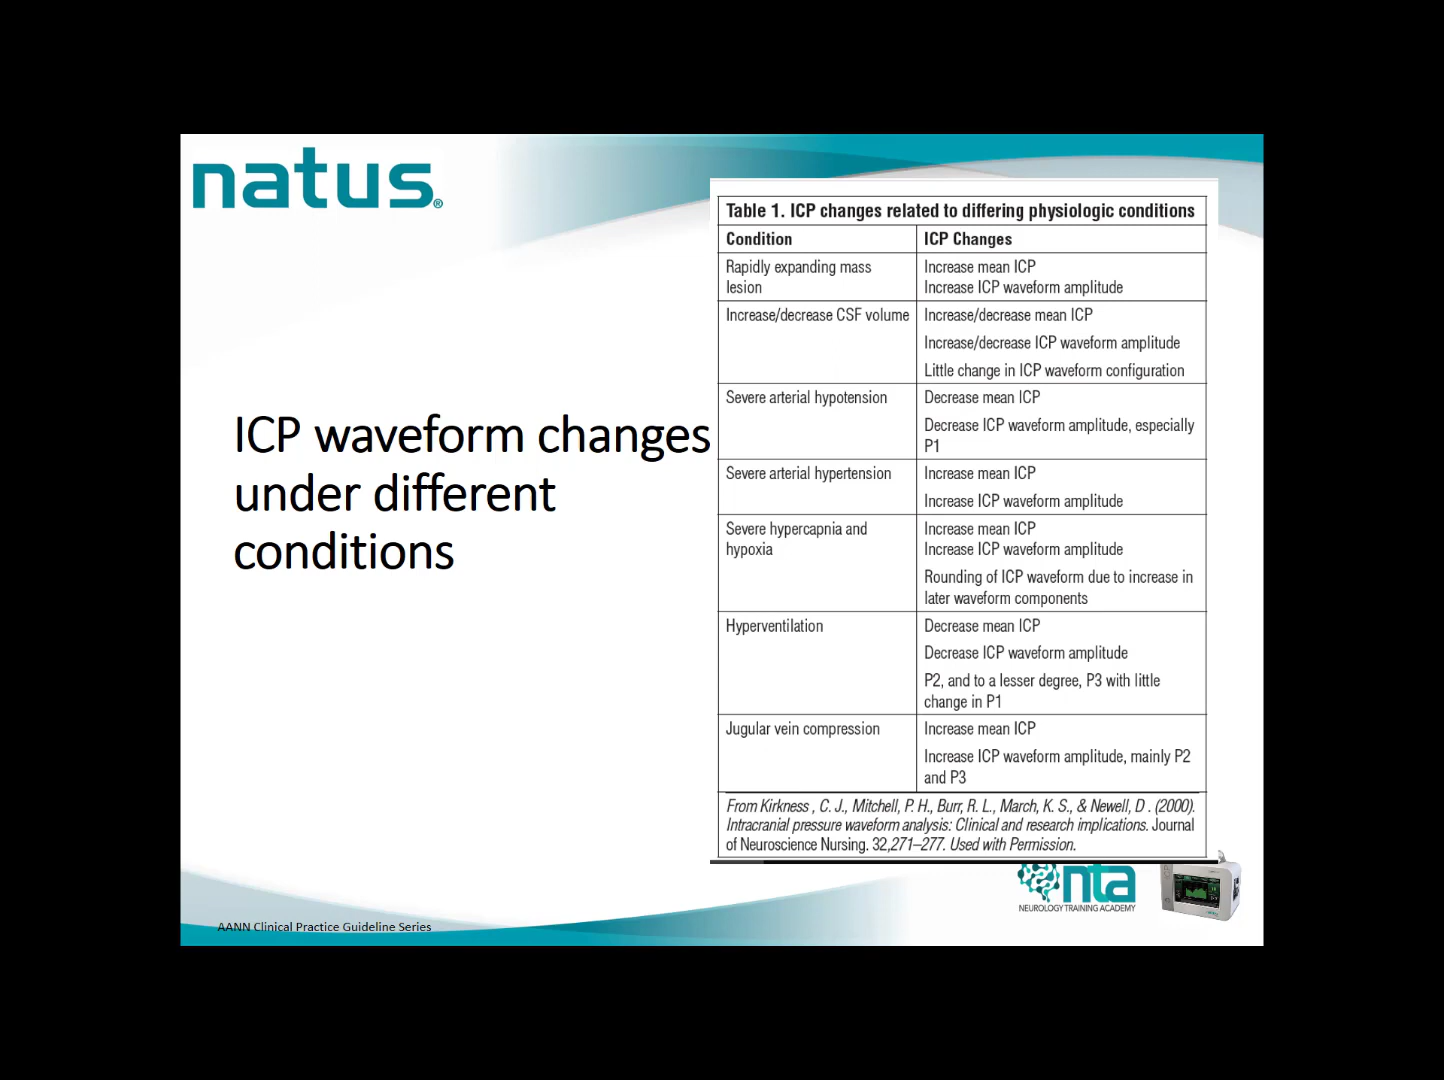 natus®
ICP waveform changes
under different
conditions
Table 1. ICP changes related to differing physiologic conditions
Condition
ICP Changes
Rapidly expanding mass
lesion
Increase mean ICP
Increase ICP waveform amplitude
Increase/decrease CSF volume
Increase/decrease mean ICP
Increase/decrease ICP waveform amplitude
Little change in ICP waveform configuration
Severe arterial hypotension
Decrease mean ICP
Decrease ICP waveform amplitude, especially
P1
Severe arterial hypertension
Increase mean ICP
Increase ICP waveform amplitude
Severe hypercapnia and
hypoxia
Increase mean ICP
Increase ICP waveform amplitude
Rounding of ICP waveform due to increase in
later waveform components
Hyperventilation
Decrease mean ICP
Decrease ICP waveform amplitude
P2, and to a lesser degree, P3 with little
change in P1
Jugular vein compression
Increase mean ICP
Increase ICP waveform amplitude, mainly P2
and P3
From Kirkness , C. J., Mitchell, P. H., Burr, R. L., March, K. S., & Newell, D . (2000).
Intracranial pressure waveform analysis: Clinical and research implications. Journal
of Neuroscience Nursing. 32,271–277. Used with Permission.
nta
NEUROLOGY TRAINING ACADEMY
AANN Clinical Practice Guideline Series